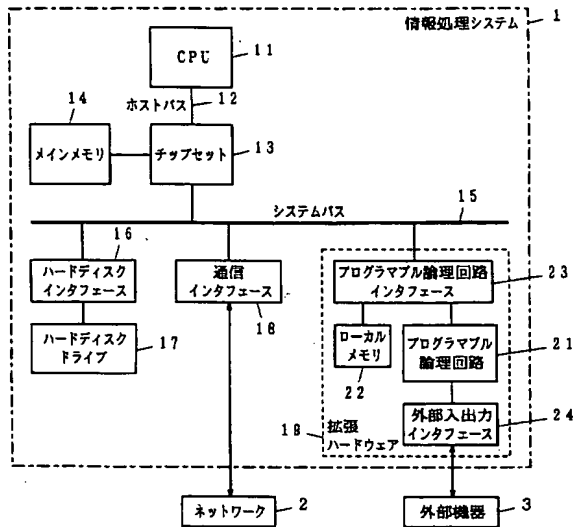 情報処理システム
1
CPU
11
ホストバス
12
14
メインメモリ
チップセット
13
システムバス
15
16
ハードディスク
インタフェース
通信
インタフェース
18
プログラマブル論理回路
インタフェース
23
ハードディスク
ドライブ
17
ローカル
メモリ
22
プログラマブル
論理回路
21
外部入出力
インタフェース
24
19
拡張
ハードウェア
ネットワーク
2
外部機器
3